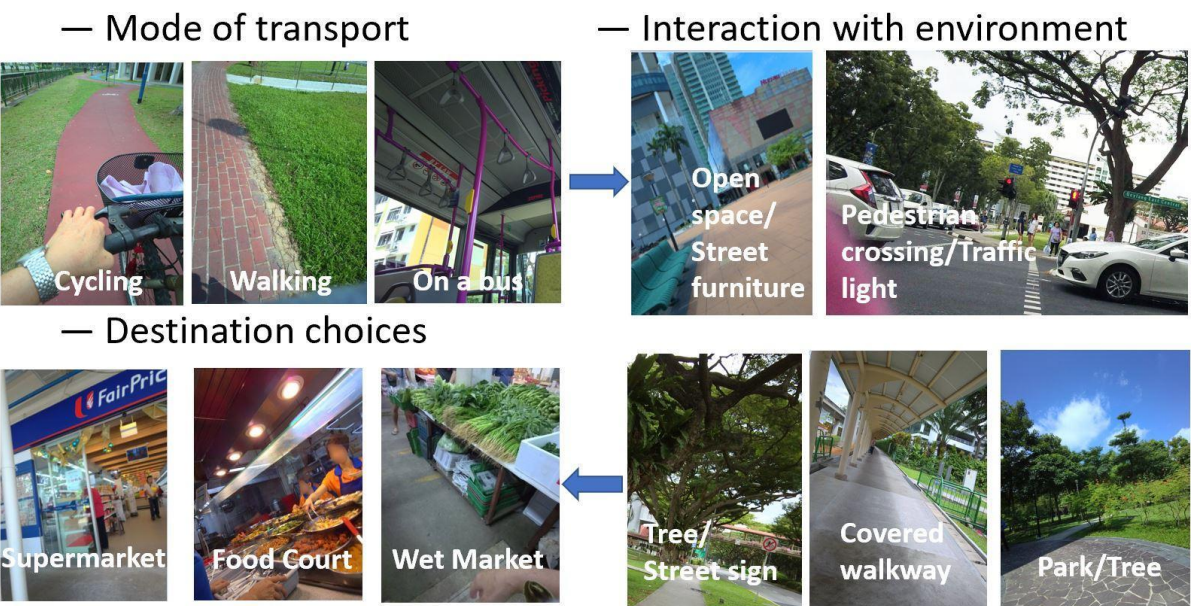 — Mode of transport
— Interaction with environment
Cycling
Walking
On a bus
Open
space/
Street
furniture
Pedestrian
crossing/Traffic
light
— Destination choices
FairPric
Supermarket
Food Court
Wet Market
Tree/
Street sign
Covered
walkway
Park/Tree